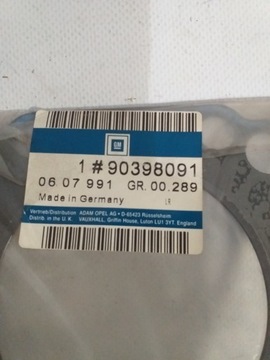 GM
1 # 90398091
06 07 991 GR. 00.289
Made in Germany
Vertrieb/Distribution ADAM OPEL AG • D-65423 Rüsselsheim
Distrib. in the U. K. VAUXHALL, Griffin House, Luton LU1 3YT England